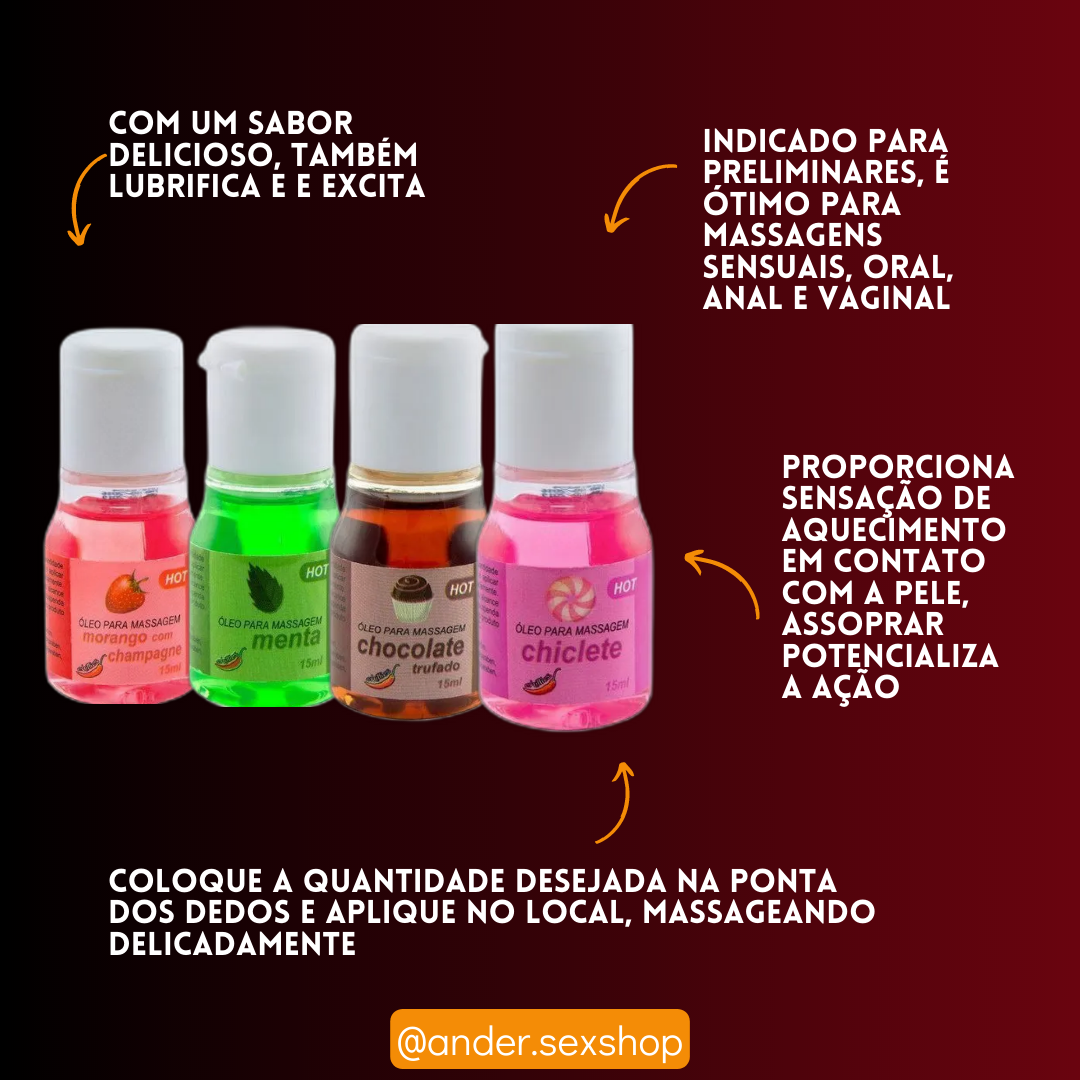 COM UM SABOR
DELICIOSO, TAMBÉM
LUBRIFICA E E EXCITA
INDICADO PARA
PRELIMINARES, É
ÓTIMO PARA
MASSAGENS
SENSUAIS, ORAL,
ANAL E VAGINAL
HOT
ÓLEO PARA MASSAGEM
morango com
champagne
15ml
HOT
ÓLEO PARA MASSAGEM
menta
15ml
HOT
ÓLEO PARA MASSAGEM
chocolate
trufado
15ml
HOT
ÓLEO PARA MASSAGEM
chiclete
15ml
PROPORCIONA
SENSAÇÃO DE
AQUECIMENTO
EM CONTATO
COM A PELE,
ASSOPRAR
POTENCIALIZA
A AÇÃO
COLOQUE A QUANTIDADE DESEJADA NA PONTA
DOS DEDOS E APLIQUE NO LOCAL, MASSAGEANDO
DELICADAMENTE
@ander.sexshop